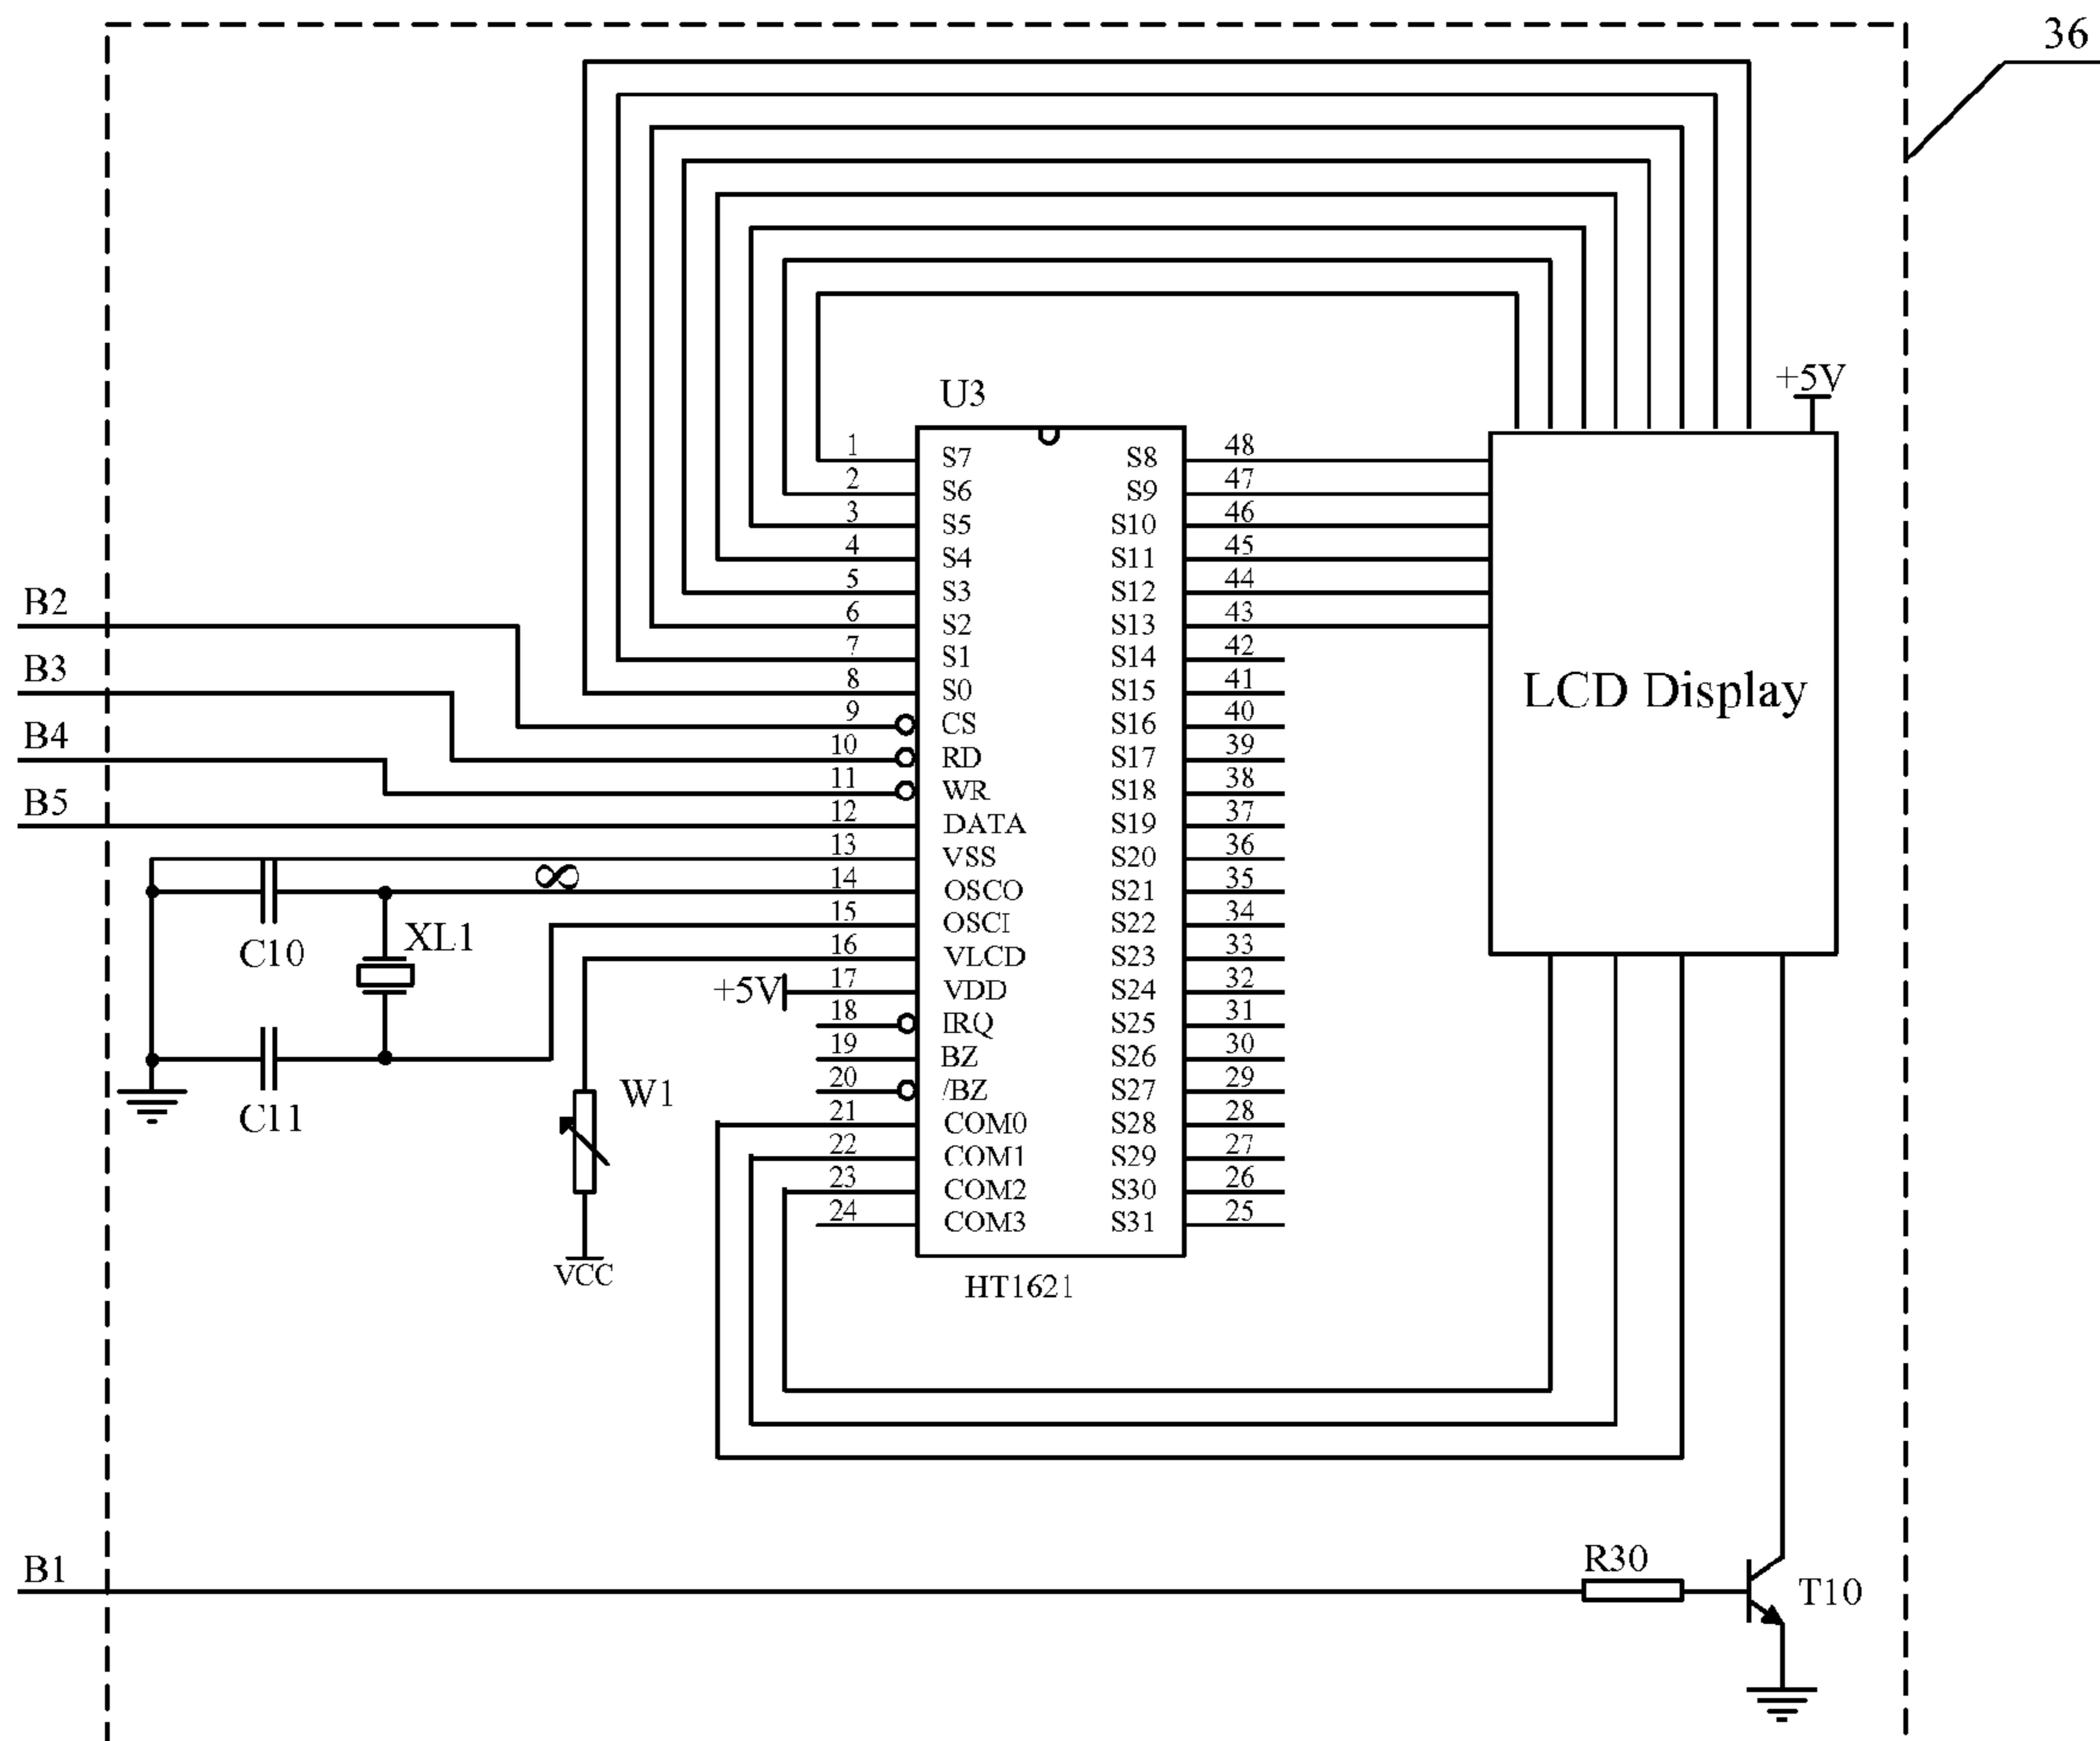 36
+5V
U3
1 S7 S8 48
2 S6 S9 47
3 S5 S10 46
4 S4 S11 45
5 S3 S12 44
B2
6 S2 S13 43
7 S1 S14 42
B3
8 S0 S15 41
LCD Display
9 CS S16 40
B4
10 RD S17 39
11 WR S18 38
B5
12 DATA S19 37
13 VSS S20 36
∞
14 OSCO S21 35
15 OSCI S22 34
XL1
C10
16 VLCD S23 33
+5V
17 VDD S24 32
18 IRQ S25 31
19 BZ S26 30
20 /BZ S27 29
W1
C11
21 COM0 S28 28
22 COM1 S29 27
23 COM2 S30 26
24 COM3 S31 25
VCC
HT1621
B1
R30
T10